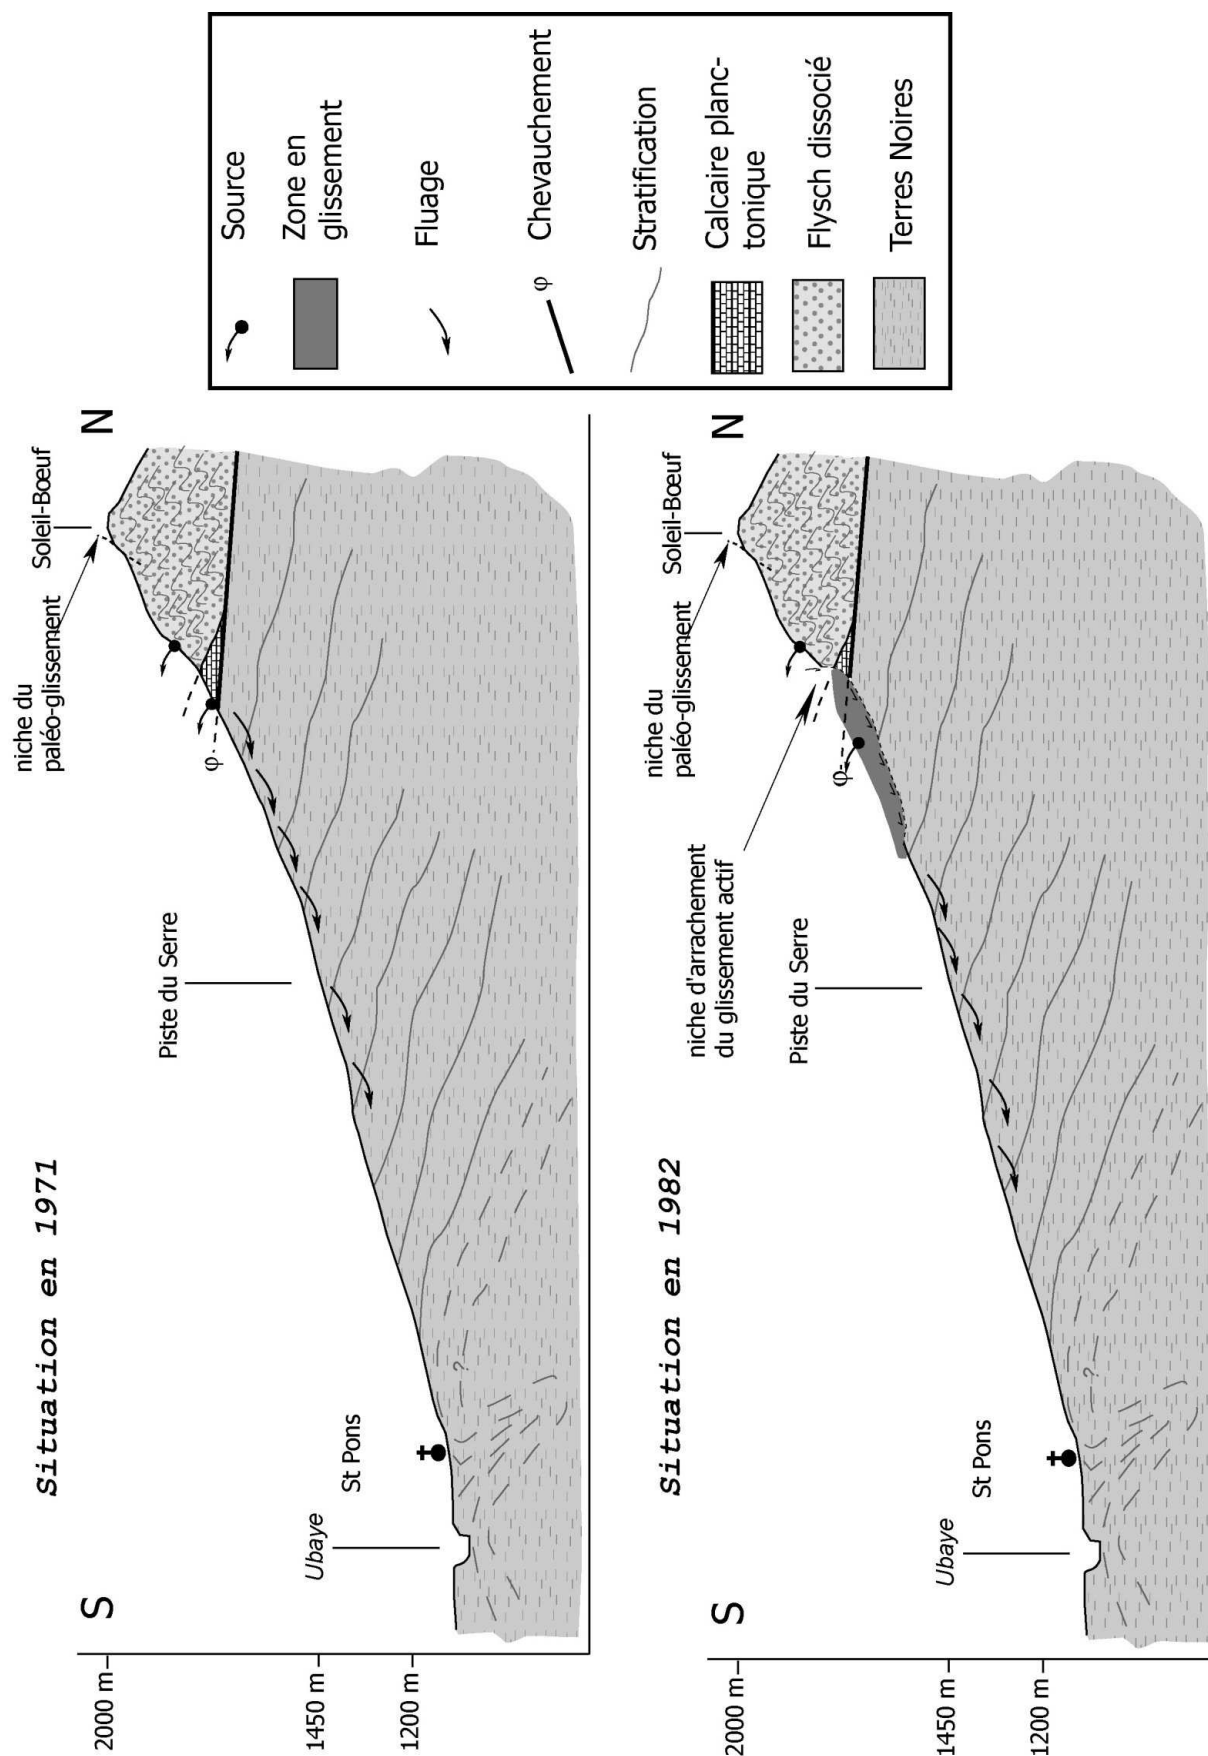 Situation en 1971
S
N
2000 m
1450 m
1200 m
Ubaye
St Pons
?
Piste du Serre
φ
niche du
paléo-glissement
Soleil-Bœuf
Situation en 1982
S
N
2000 m
1450 m
1200 m
Ubaye
St Pons
?
Piste du Serre
niche d'arrachement
du glissement actif
φ
niche du
paléo-glissement
Soleil-Bœuf
Source
Zone en
glissement
Fluage
φ
Chevauchement
Stratification
Calcaire planc-
tonique
Flysch dissocié
Terres Noires